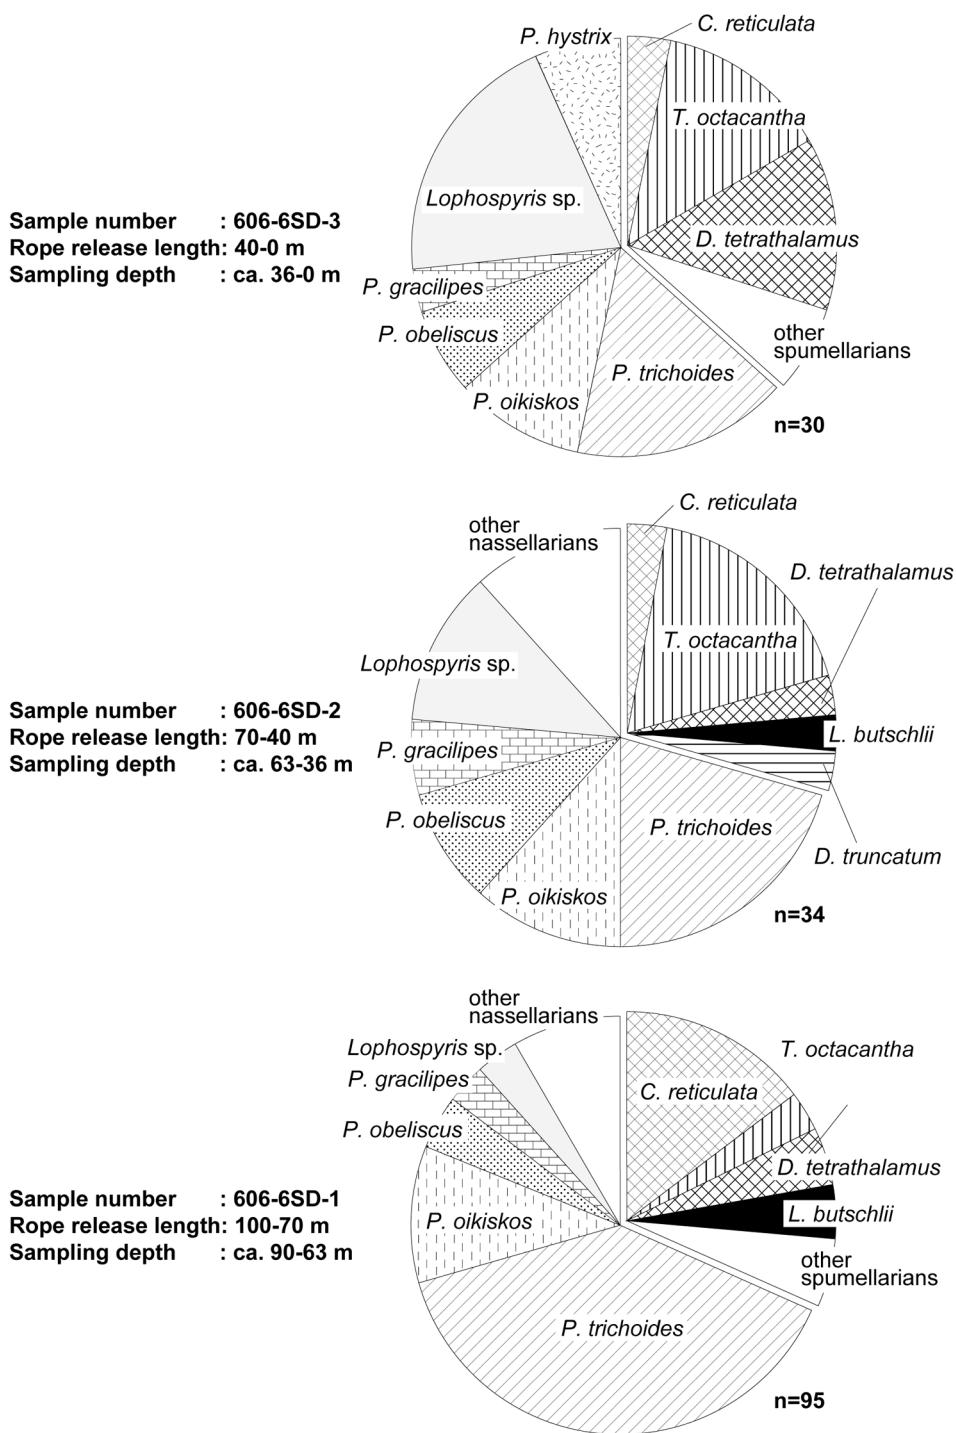 P. hystrix
C. reticulata
T. octacantha
Lophospyris sp.
Sample number : 606-6SD-3
Rope release length: 40-0 m
Sampling depth : ca. 36-0 m
D. tetrathalamus
P. gracilipes
P. obeliscus
other
spumellarians
P. trichoides
P. oikiskos
n=30
C. reticulata
other
nassellarians
D. tetrathalamus
T. octacantha
Lophospyris sp.
Sample number : 606-6SD-2
Rope release length: 70-40 m
Sampling depth : ca. 63-36 m
L. butschlii
P. gracilipes
P. obeliscus
P. trichoides
D. truncatum
P. oikiskos
n=34
other
nassellarians
Lophospyris sp.
T. octacantha
P. gracilipes
C. reticulata
P. obeliscus
D. tetrathalamus
Sample number : 606-6SD-1
Rope release length: 100-70 m
Sampling depth : ca. 90-63 m
P. oikiskos
L. butschlii
other
spumellarians
P. trichoides
n=95